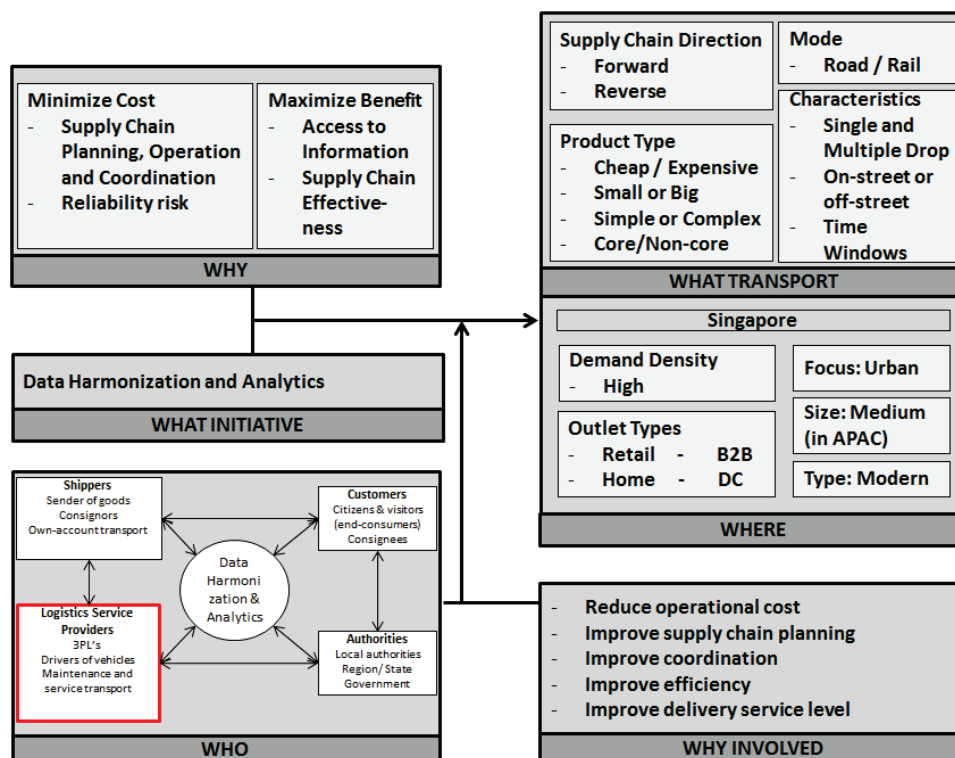 Minimize Cost
- Supply Chain
Planning, Operation
and Coordination
- Reliability risk
Maximize Benefit
- Access to
Information
- Supply Chain
Effective-
ness
WHY
Supply Chain Direction
- Forward
- Reverse
Mode
- Road / Rail
Product Type
- Cheap / Expensive
- Small or Big
- Simple or Complex
- Core/Non-core
Characteristics
- Single and
Multiple Drop
- On-street or
off-street
- Time
Windows
WHAT TRANSPORT
Data Harmonization and Analytics
WHAT INITIATIVE
Singapore
Demand Density
- High
Outlet Types
- Retail - B2B
- Home - DC
Focus: Urban
Size: Medium
(in APAC)
Type: Modern
WHERE
Shippers
Sender of goods
Consignors
Own-account transport
Customers
Citizens & visitors
(end-consumers)
Consignees
Data
Harmoni
zation &
Analytics
Logistics Service
Providers
3PL's
Drivers of vehicles
Maintenance and
service transport
Authorities
Local authorities
Region/ State
Government
WHO
- Reduce operational cost
- Improve supply chain planning
- Improve coordination
- Improve efficiency
- Improve delivery service level
WHY INVOLVED